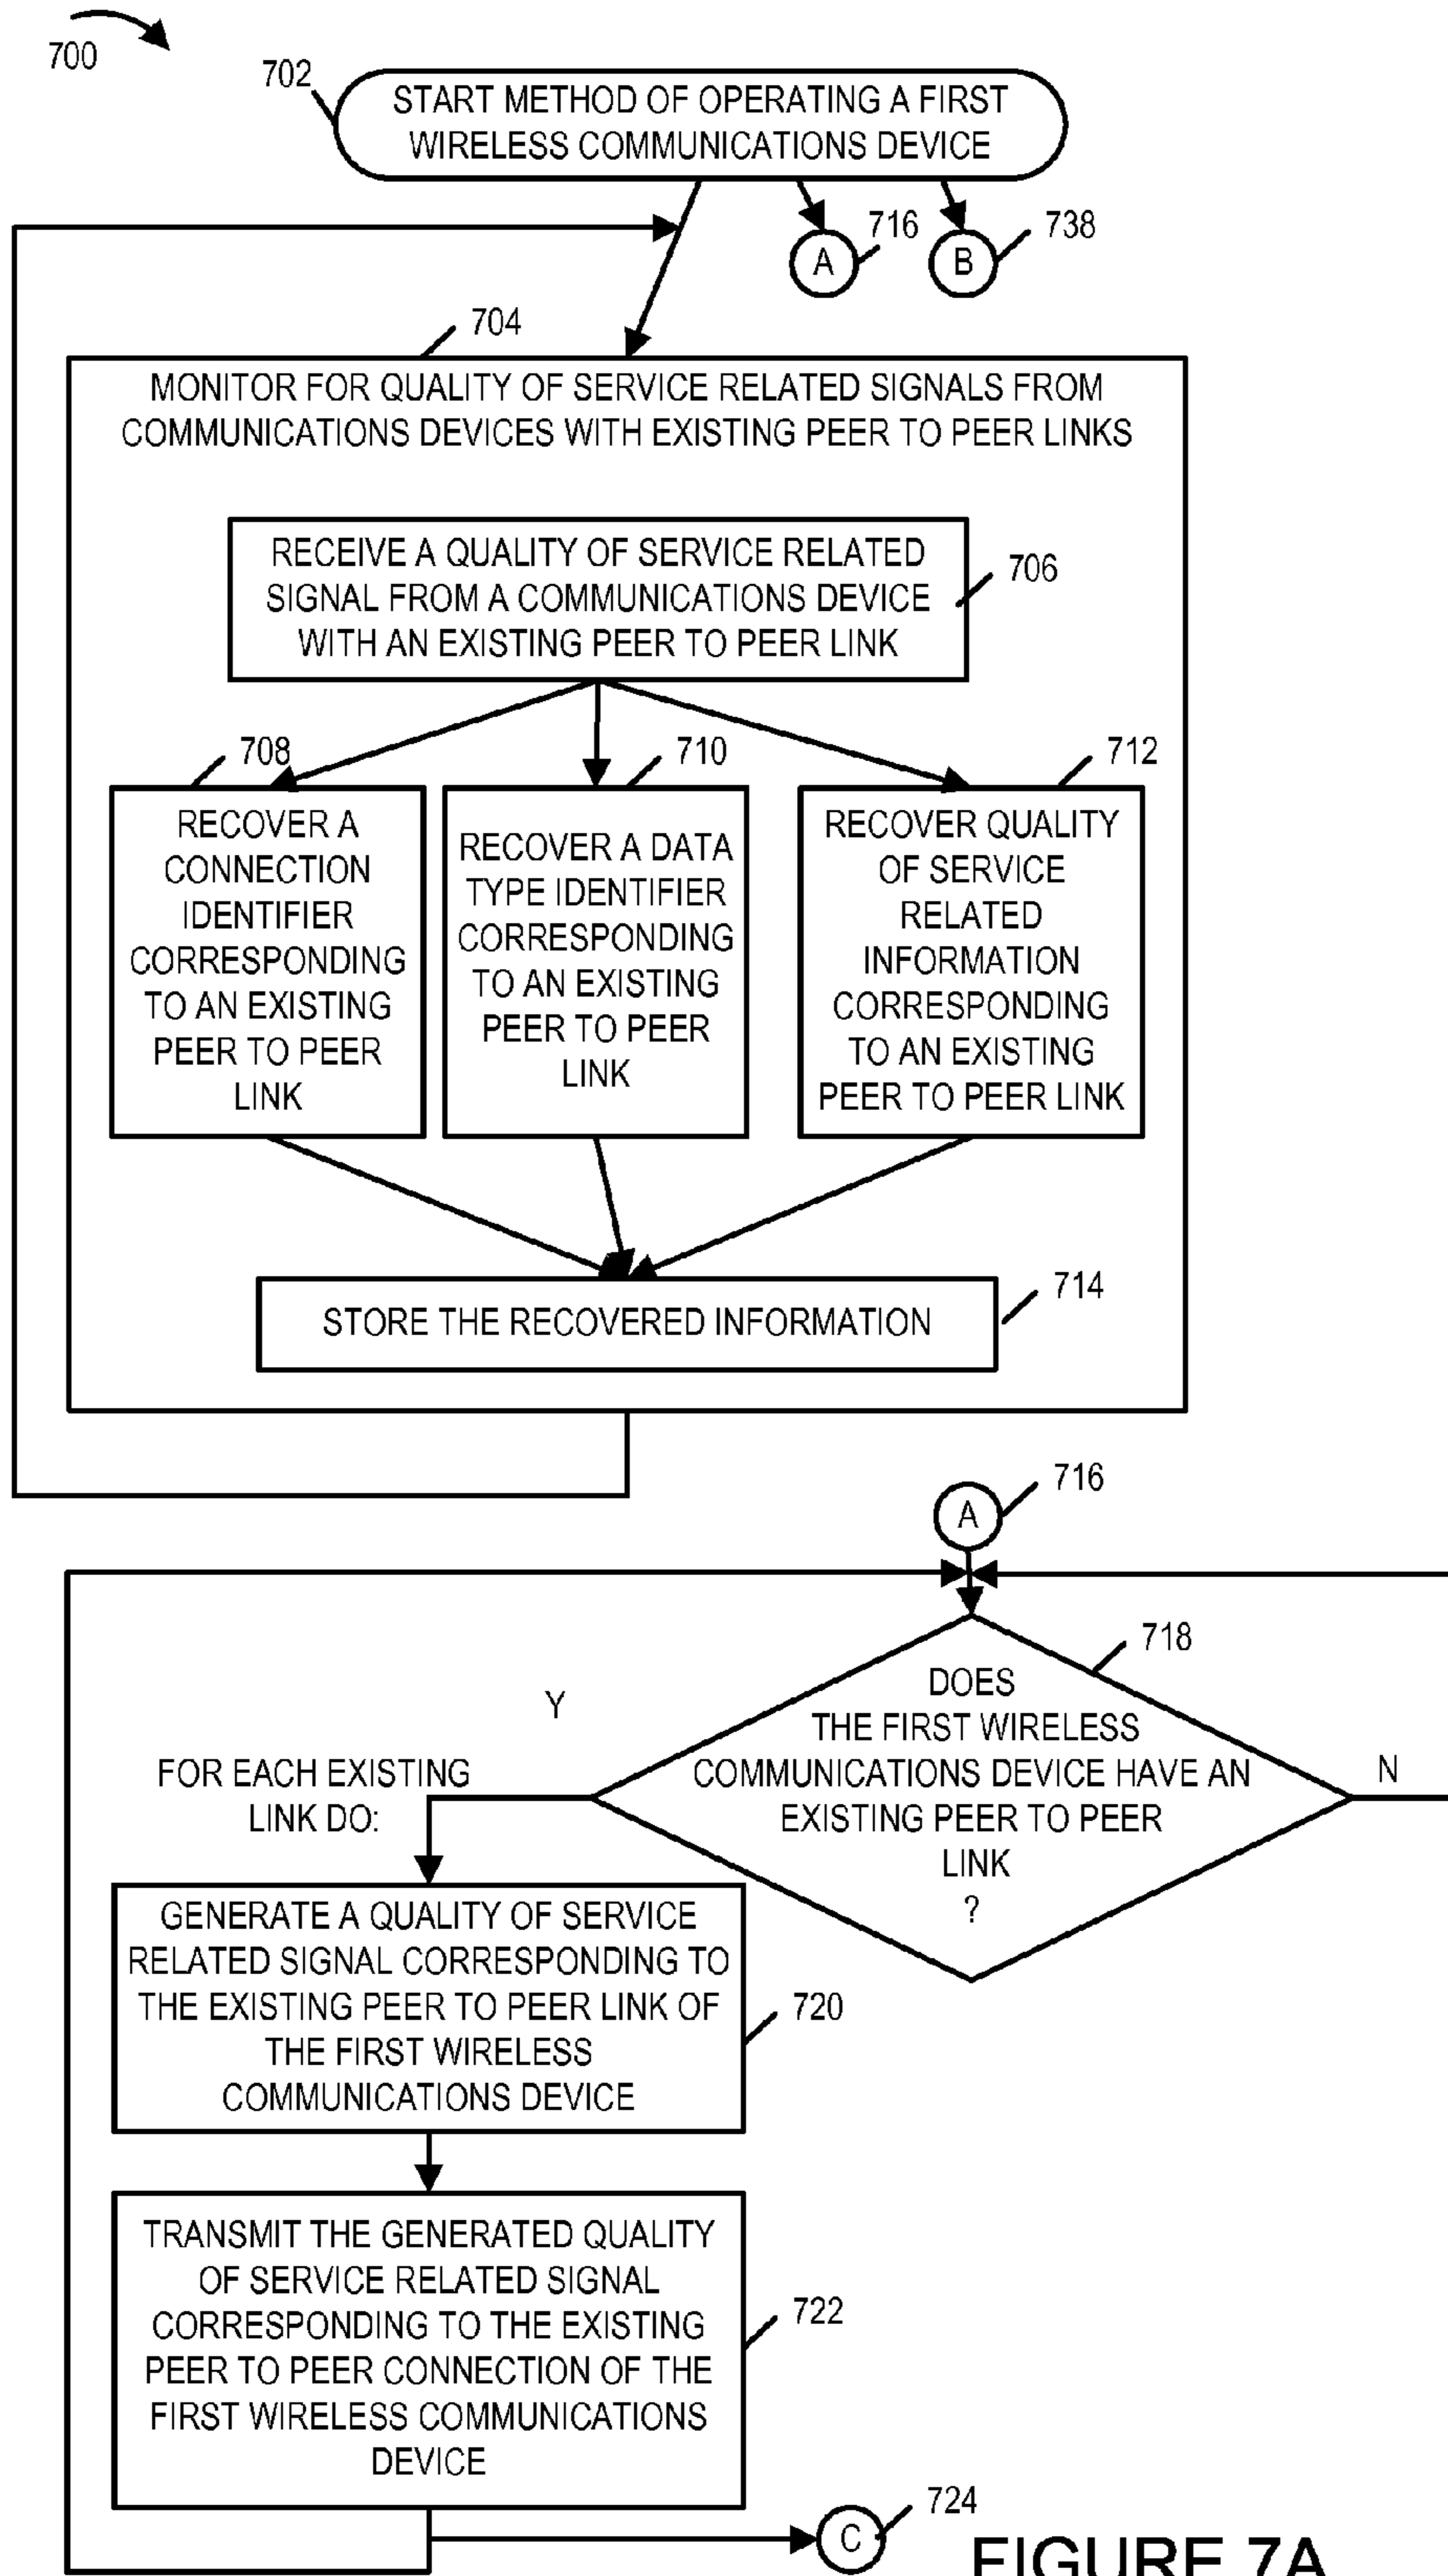 700
702
START METHOD OF OPERATING A FIRST
WIRELESS COMMUNICATIONS DEVICE
A
716
B
738
704
MONITOR FOR QUALITY OF SERVICE RELATED SIGNALS FROM
COMMUNICATIONS DEVICES WITH EXISTING PEER TO PEER LINKS
RECEIVE A QUALITY OF SERVICE RELATED
SIGNAL FROM A COMMUNICATIONS DEVICE
WITH AN EXISTING PEER TO PEER LINK
706
708
RECOVER A
CONNECTION
IDENTIFIER
CORRESPONDING
TO AN EXISTING
PEER TO PEER
LINK
710
RECOVER A DATA
TYPE IDENTIFIER
CORRESPONDING
TO AN EXISTING
PEER TO PEER
LINK
712
RECOVER QUALITY
OF SERVICE
RELATED
INFORMATION
CORRESPONDING
TO AN EXISTING
PEER TO PEER LINK
STORE THE RECOVERED INFORMATION
714
A
716
718
DOES
THE FIRST WIRELESS
COMMUNICATIONS DEVICE HAVE AN
EXISTING PEER TO PEER
LINK
?
Y
N
FOR EACH EXISTING
LINK DO:
GENERATE A QUALITY OF SERVICE
RELATED SIGNAL CORRESPONDING TO
THE EXISTING PEER TO PEER LINK OF
THE FIRST WIRELESS
COMMUNICATIONS DEVICE
720
TRANSMIT THE GENERATED QUALITY
OF SERVICE RELATED SIGNAL
CORRESPONDING TO THE EXISTING
PEER TO PEER CONNECTION OF THE
FIRST WIRELESS COMMUNICATIONS
DEVICE
722
C
724
FIGURE 7A